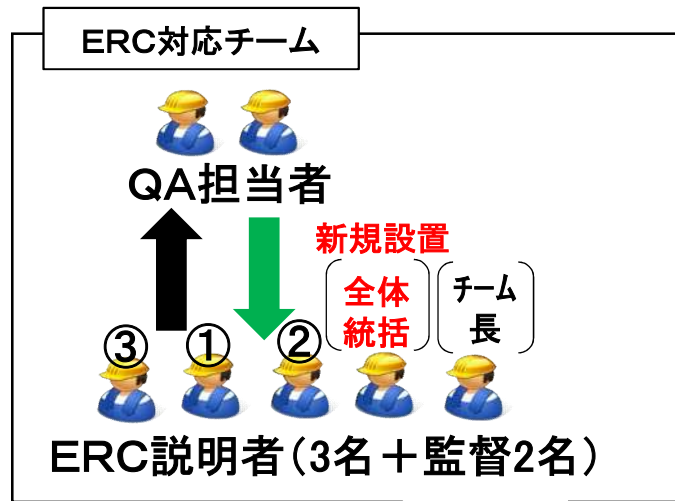 ERC対応チーム
QA担当者
新規設置
全体
統括
チーム
長
③
①
②
ERC説明者(3名+監督2名)